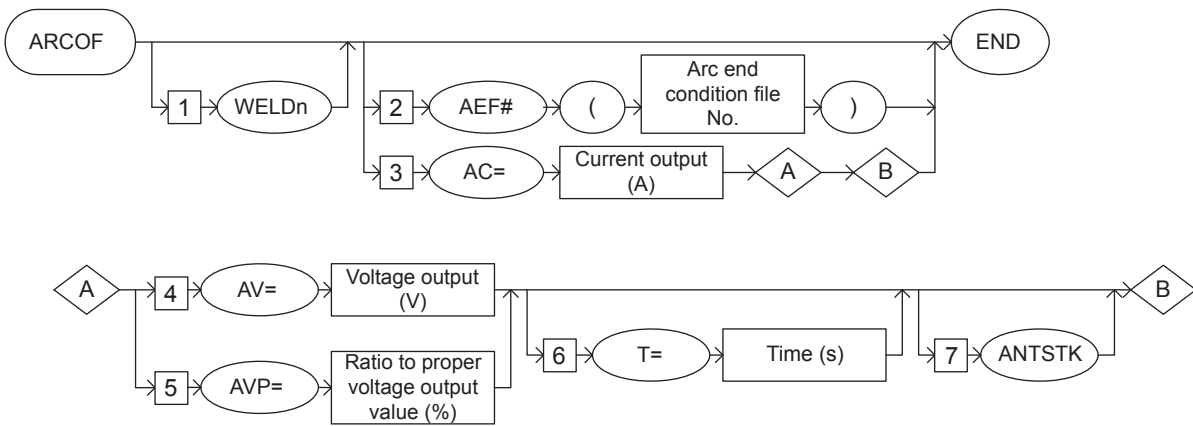 ARCOF
END
1
WELDn
2
AEF#
(
Arc end
condition file
No.
)
3
AC=
Current output
(A)
A
B
A
4
AV=
Voltage output
(V)
B
5
AVP=
Ratio to proper
voltage output
value (%)
6
T=
Time (s)
7
ANTSTK